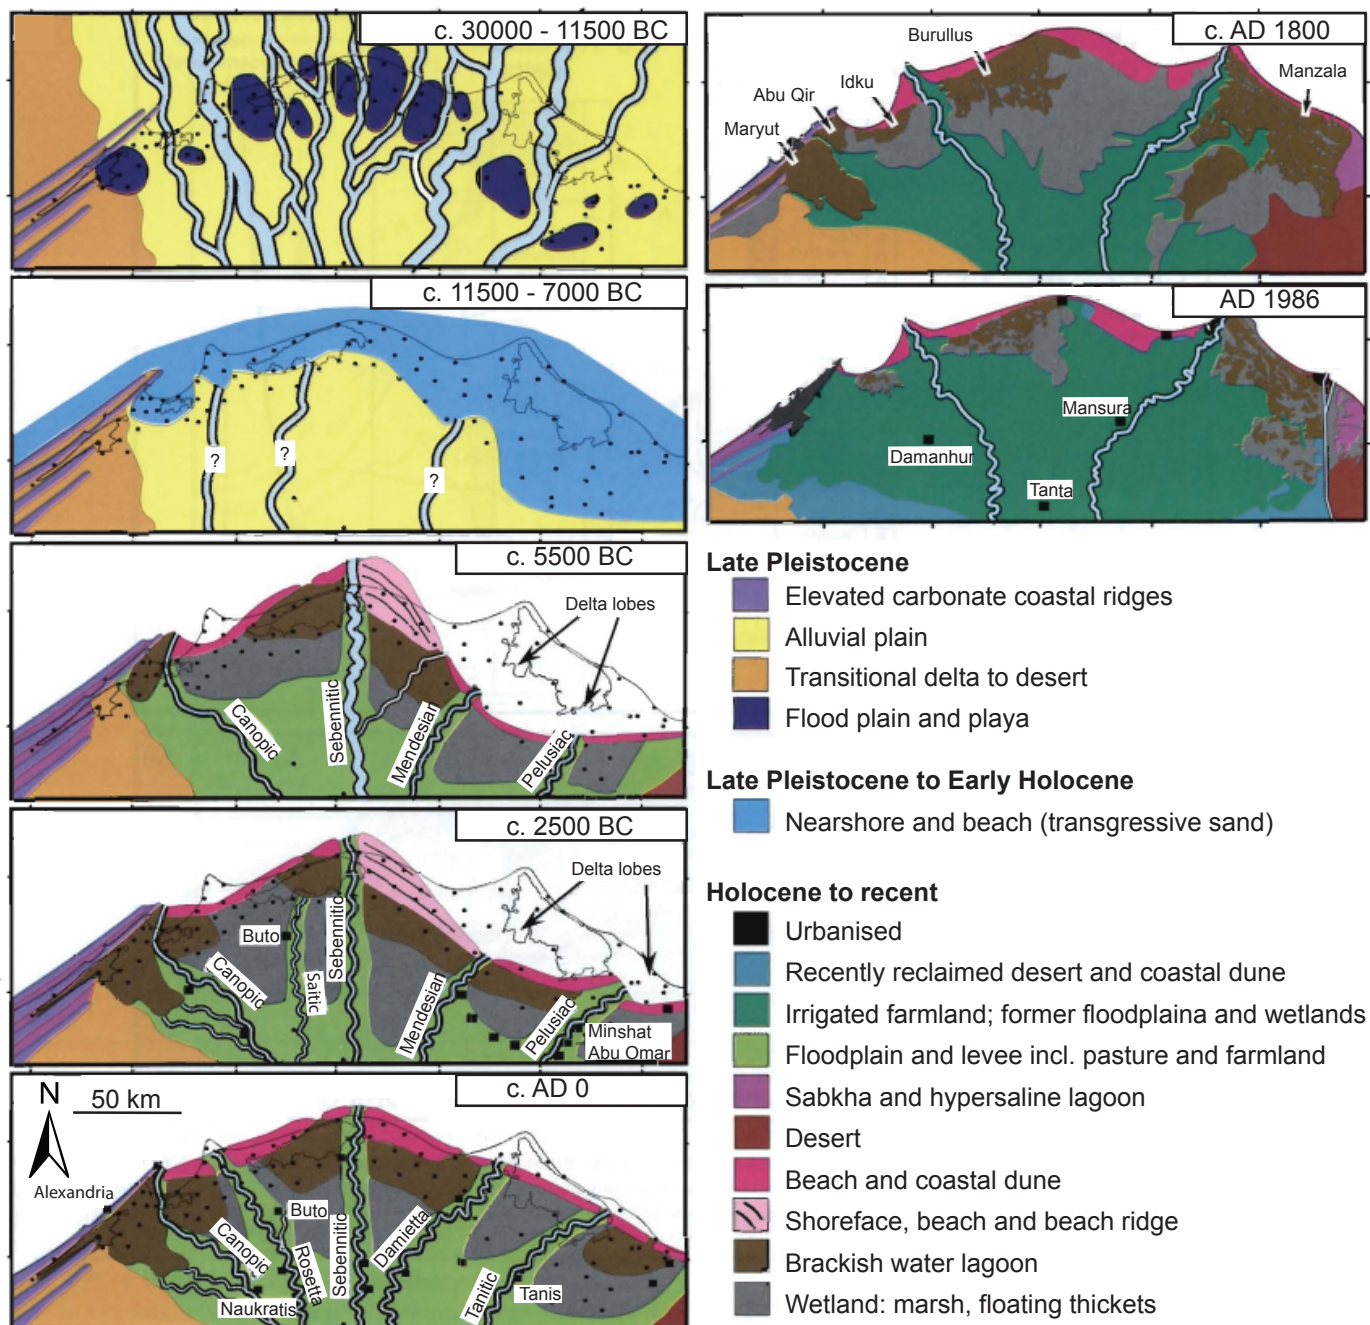 c. 30000 - 11500 BC
c. 11500 - 7000 BC
?
?
?
c. 5500 BC
Delta lobes
Canopic
Sebennitic
Mendesian
Pelusiac
c. 2500 BC
Delta lobes
Buto
Canopic
Saitic
Sebennitic
Mendesian
Pelusiac
Minshat
Abu Omar
c. AD 0
N
50 km
Alexandria
Buto
Canopic
Rosetta
Sebennitic
Damietta
Tanitic
Tanis
Naukratis
c. AD 1800
Burullus
Idku
Abu Qir
Maryut
Manzala
AD 1986
Mansura
Damanhur
Tanta
Late Pleistocene
Elevated carbonate coastal ridges
Alluvial plain
Transitional delta to desert
Flood plain and playa
Late Pleistocene to Early Holocene
Nearshore and beach (transgressive sand)
Holocene to recent
Urbanised
Recently reclaimed desert and coastal dune
Irrigated farmland; former floodplaina and wetlands
Floodplain and levee incl. pasture and farmland
Sabkha and hypersaline lagoon
Desert
Beach and coastal dune
Shoreface, beach and beach ridge
Brackish water lagoon
Wetland: marsh, floating thickets